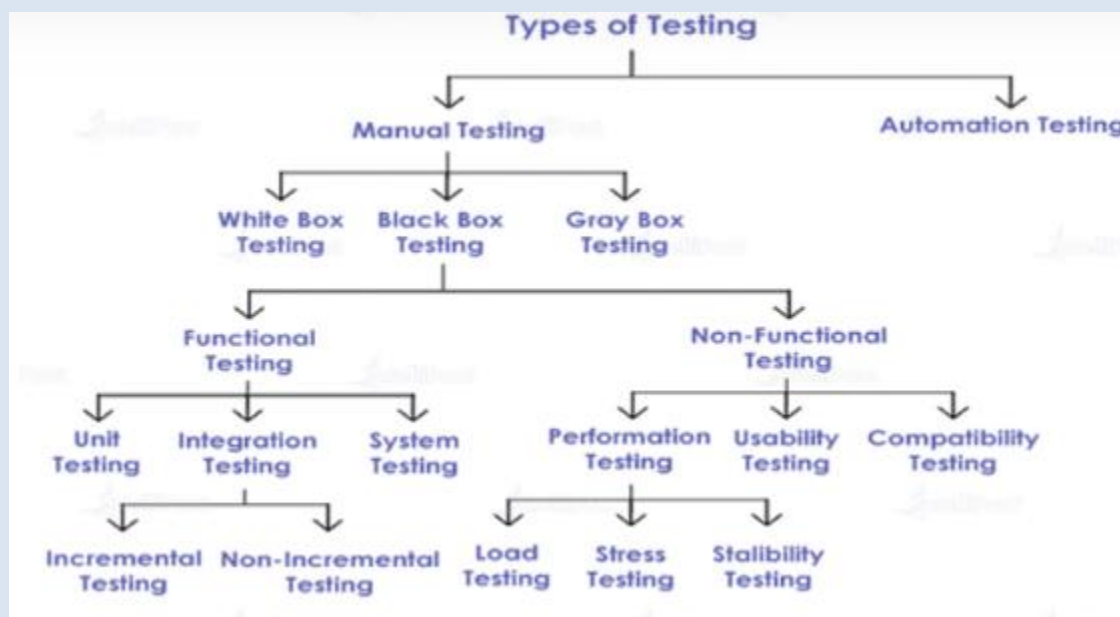 Types of Testing
Manual Testing
Automation Testing
White Box
Testing
Black Box
Testing
Gray Box
Testing
Functional
Testing
Non-Functional
Testing
Unit
Testing
Integration
Testing
System
Testing
Performation
Testing
Usability
Testing
Compatibility
Testing
Incremental
Testing
Non-Incremental
Testing
Load
Testing
Stress
Testing
Stalibility
Testing